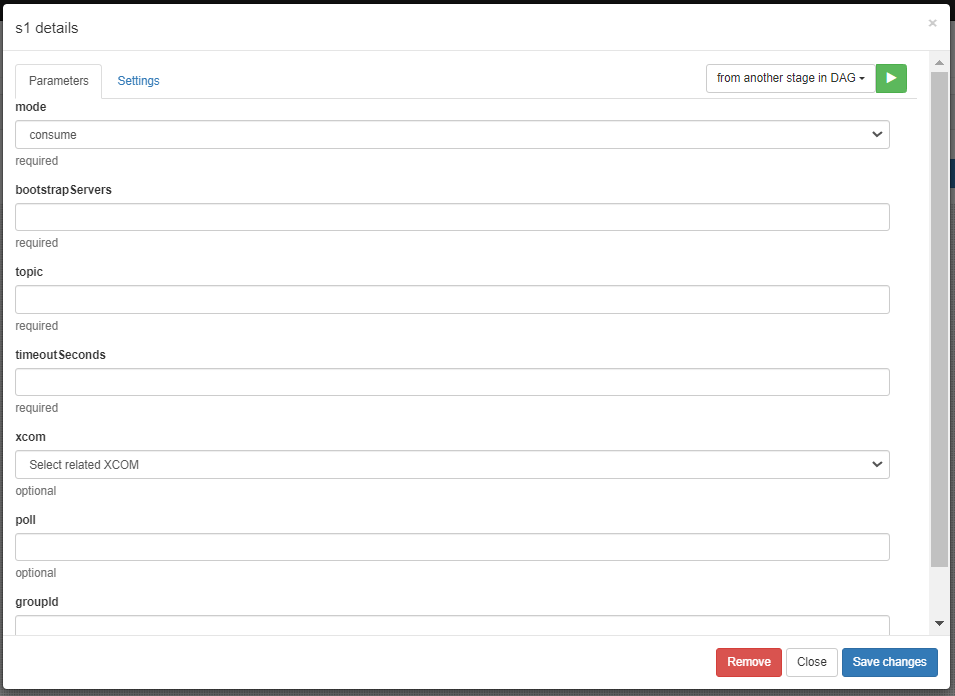 s1 details
×
Parameters
Settings
from another stage in DAG
mode
consume
required
bootstrapServers
required
topic
required
timeoutSeconds
required
xcom
Select related XCOM
optional
poll
optional
groupId
Remove
Close
Save changes